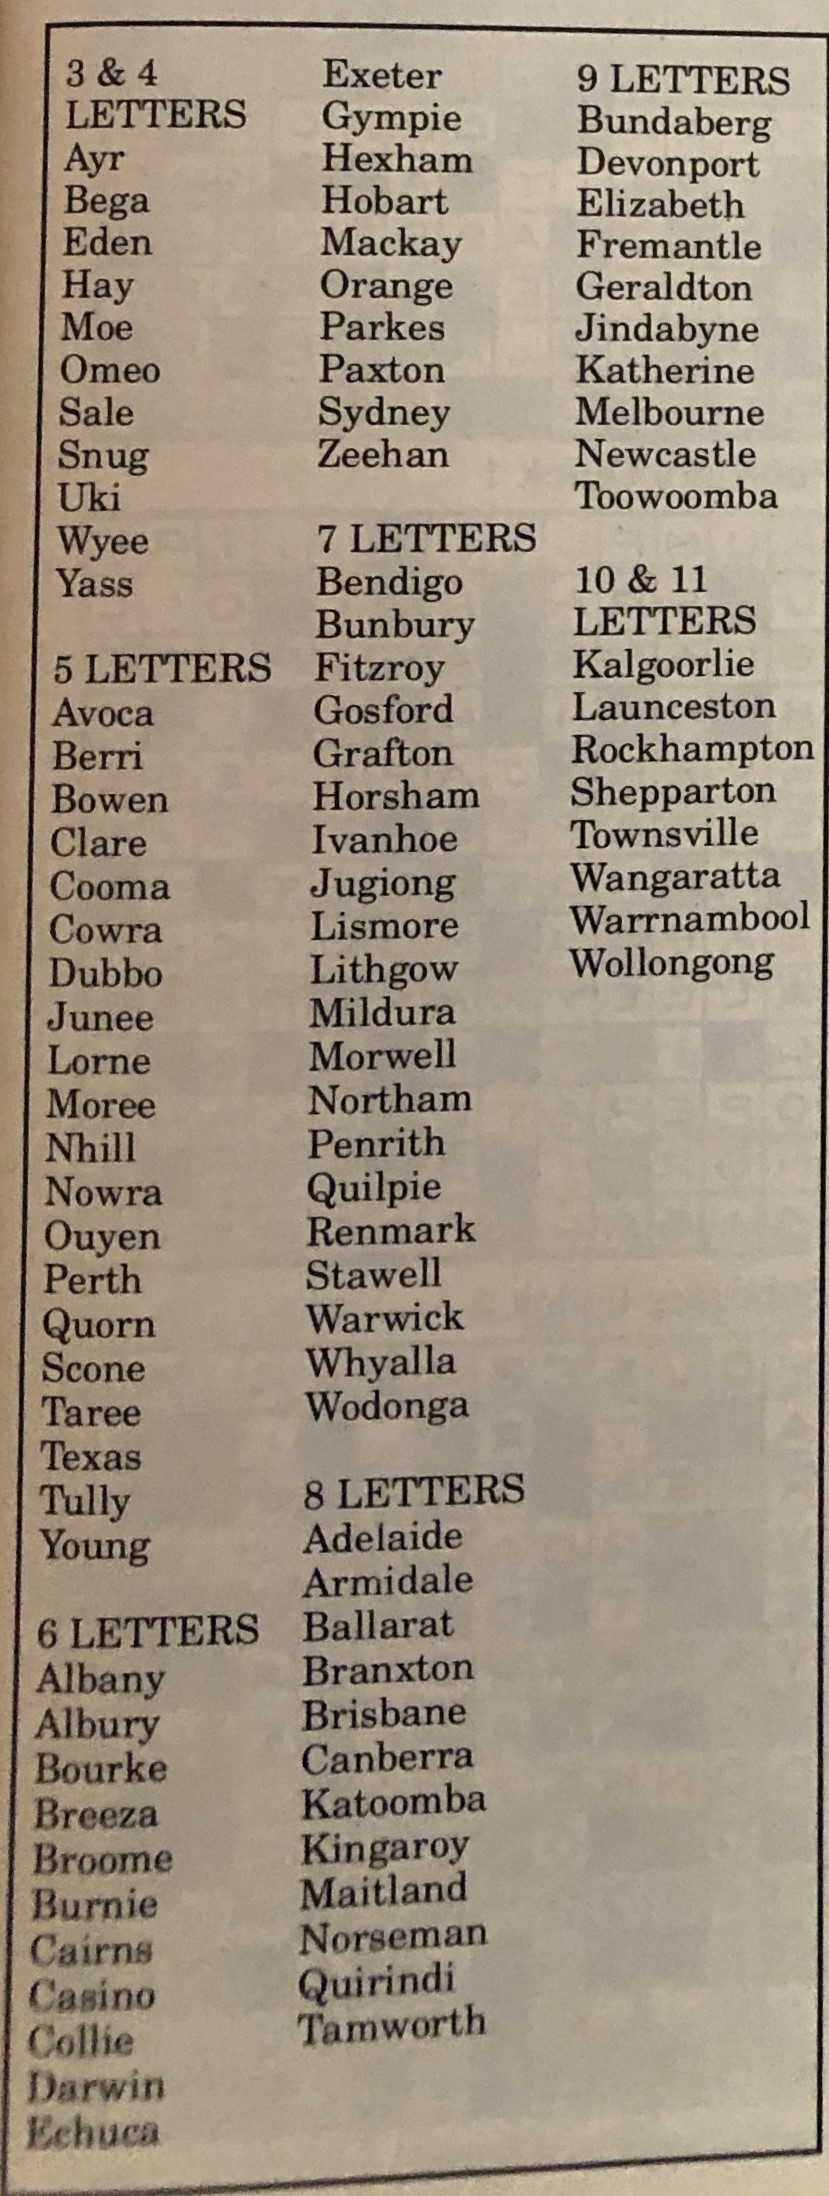 3 & 4
LETTERS
Ayr
Bega
Eden
Hay
Moe
Omeo
Sale
Snug
Uki
Wyee
Yass
5 LETTERS
Avoca
Berri
Bowen
Clare
Cooma
Cowra
Dubbo
Junee
Lorne
Moree
Nhill
Nowra
Ouyen
Perth
Quorn
Scone
Taree
Texas
Tully
Young
6 LETTERS
Albany
Albury
Bourke
Breeza
Broome
Burnie
Cairns
Casino
Collie
Darwin
Echuca
Exeter
Gympie
Hexham
Hobart
Mackay
Orange
Parkes
Paxton
Sydney
Zeehan
7 LETTERS
Bendigo
Bunbury
Fitzroy
Gosford
Grafton
Horsham
Ivanhoe
Jugiong
Lismore
Lithgow
Mildura
Morwell
Northam
Penrith
Quilpie
Renmark
Stawell
Warwick
Whyalla
Wodonga
8 LETTERS
Adelaide
Armidale
Ballarat
Branxton
Brisbane
Canberra
Katoomba
Kingaroy
Maitland
Norseman
Quirindi
Tamworth
9 LETTERS
Bundaberg
Devonport
Elizabeth
Fremantle
Geraldton
Jindabyne
Katherine
Melbourne
Newcastle
Toowoomba
10 & 11
LETTERS
Kalgoorlie
Launceston
Rockhampton
Shepparton
Townsville
Wangaratta
Warrnambool
Wollongong